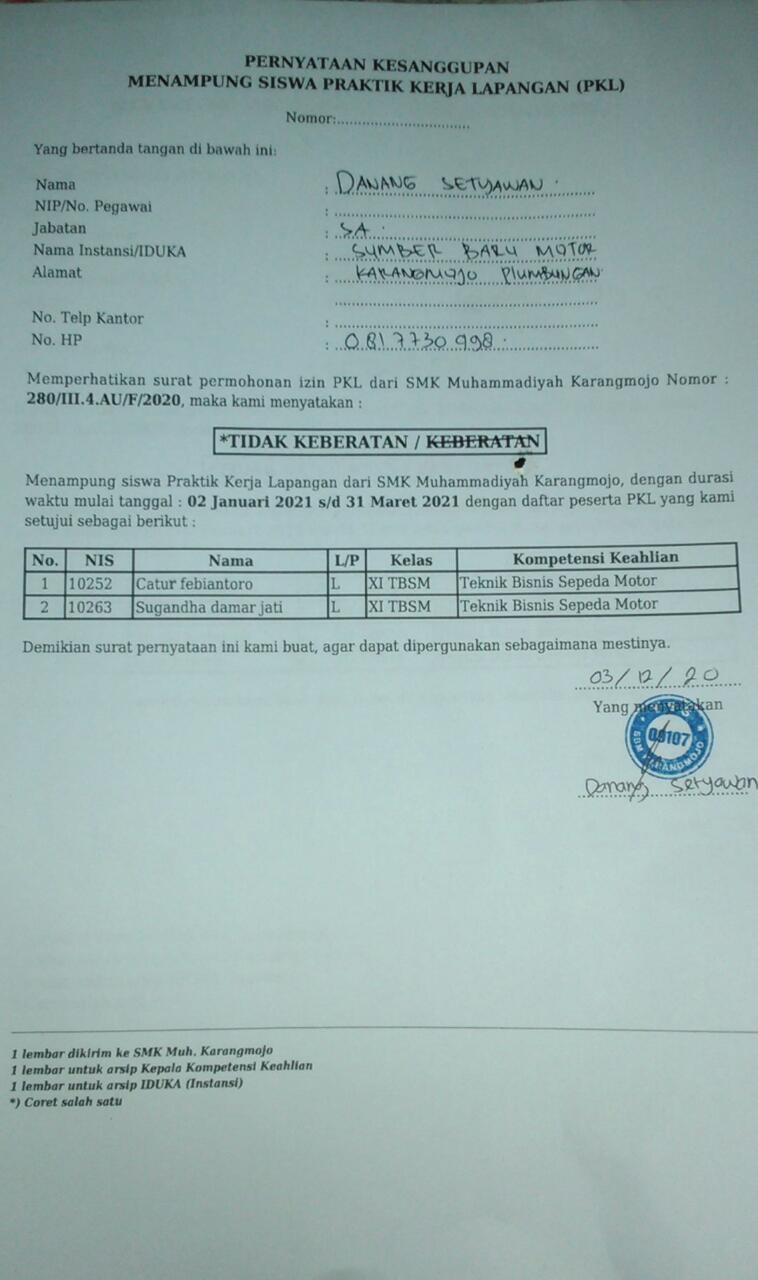 PERNYATAAN KESANGGUPAN
MENAMPUNG SISWA PRAKTIK KERJA LAPANGAN (PKL)
Nomor:.................................
Yang bertanda tangan di bawah ini:
Nama : DANANG SETYAWAN
NIP/No. Pegawai :
Jabatan : SA
Nama Instansi/IDUKA : SUMBER BARU MOTOR
Alamat : KARANGMOJO PLUMBUNGAN
No. Telp Kantor :
No. HP : 0817730998
Memperhatikan surat permohonan izin PKL dari SMK Muhammadiyah Karangmojo Nomor :
280/III.4.AU/F/2020, maka kami menyatakan :
*TIDAK KEBERATAN / KEBERATAN
Menampung siswa Praktik Kerja Lapangan dari SMK Muhammadiyah Karangmojo, dengan durasi
waktu mulai tanggal : 02 Januari 2021 s/d 31 Maret 2021 dengan daftar peserta PKL yang kami
setujui sebagai berikut :
No. NIS Nama L/P Kelas Kompetensi Keahlian
1 10252 Catur febiantoro L XI TBSM Teknik Bisnis Sepeda Motor
2 10263 Sugandha damar jati L XI TBSM Teknik Bisnis Sepeda Motor
Demikian surat pernyataan ini kami buat, agar dapat dipergunakan sebagaimana mestinya.
03/12/20
Yang menyatakan
09107
SBM KARANGMOJO
Danang Setyawan
1 lembar dikirim ke SMK Muh. Karangmojo
1 lembar untuk arsip Kepala Kompetensi Keahlian
1 lembar untuk arsip IDUKA (Instansi)
*) Coret salah satu